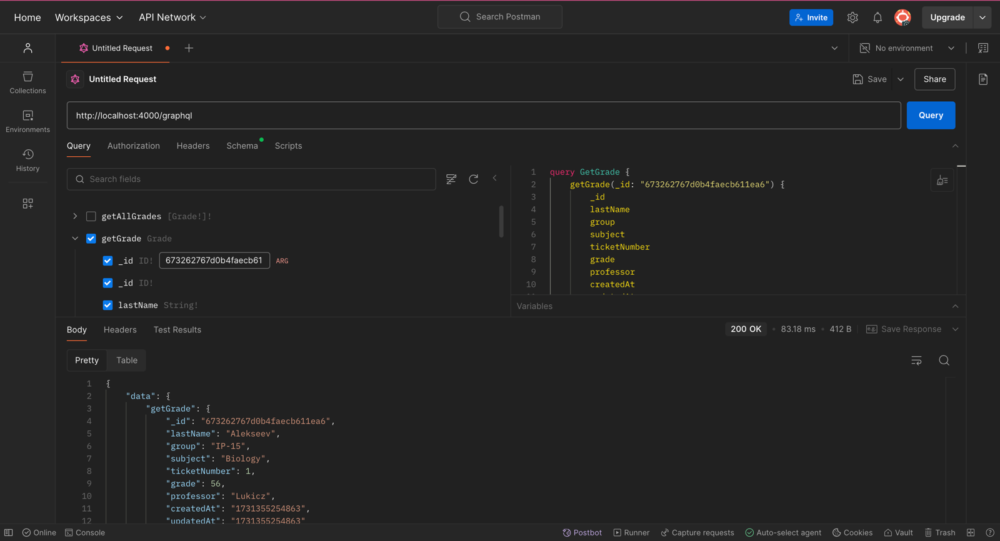 Home Workspaces API Network Search Postman Invite Upgrade
Untitled Request No environment
Untitled Request Save Share
Collections
Environments
History
http://localhost:4000/graphql Query
Query Authorization Headers Schema Scripts
Search fields
getAllGrades [Grade!]!
getGrade Grade
_id ID! 673262767d0b4faecb61 ARG
_id ID!
lastName String!
1 query GetGrade {
2 getGrade(_id: "673262767d0b4faecb611ea6") {
3 _id
4 lastName
5 group
6 subject
7 ticketNumber
8 grade
9 professor
10 createdAt
Variables
Body Headers Test Results 200 OK • 83.18 ms • 412 B e.g. Save Response
Pretty Table
1 {
2 "data": {
3 "getGrade": {
4 "_id": "673262767d0b4faecb611ea6",
5 "lastName": "Alekseev",
6 "group": "IP-15",
7 "subject": "Biology",
8 "ticketNumber": 1,
9 "grade": 56,
10 "professor": "Lukicz",
11 "createdAt": "1731355254863",
12 "updatedAt": "1731355254863"
Online Console Postbot Runner Capture requests Auto-select agent Cookies Vault Trash